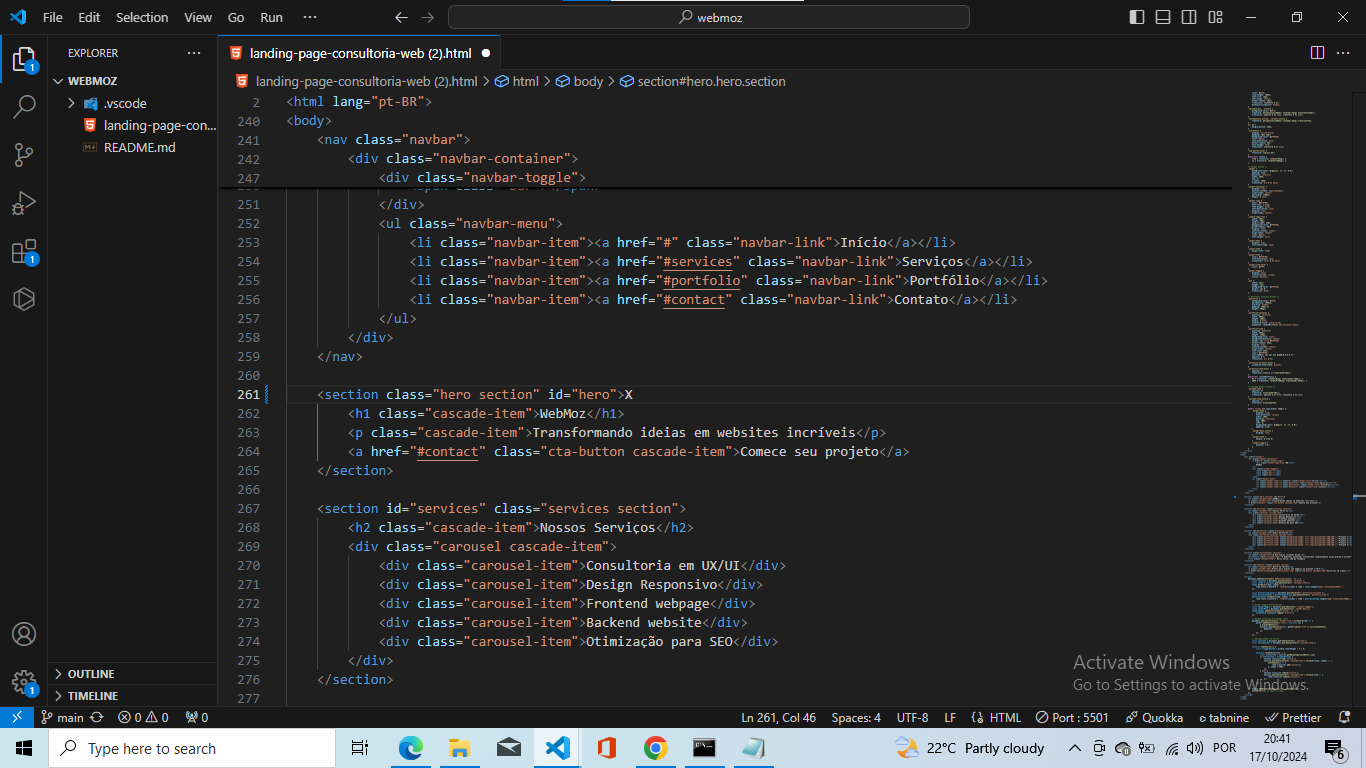 File Edit Selection View Go Run ··· webmoz
EXPLORER ···
landing-page-consultoria-web (2).html
WEBMOZ
.vscode
landing-page-con...
README.md
OUTLINE
TIMELINE
landing-page-consultoria-web (2).html > html > body > section#hero.hero.section
2 <html lang="pt-BR">
240 <body>
241 <nav class="navbar">
242 <div class="navbar-container">
247 <div class="navbar-toggle">
251 </div>
252 <ul class="navbar-menu">
253 <li class="navbar-item"><a href="#" class="navbar-link">Início</a></li>
254 <li class="navbar-item"><a href="#services" class="navbar-link">Serviços</a></li>
255 <li class="navbar-item"><a href="#portfolio" class="navbar-link">Portfólio</a></li>
256 <li class="navbar-item"><a href="#contact" class="navbar-link">Contato</a></li>
257 </ul>
258 </div>
259 </nav>
260
261 <section class="hero section" id="hero">X
262 <h1 class="cascade-item">WebMoz</h1>
263 <p class="cascade-item">Transformando ideias em websites incríveis</p>
264 <a href="#contact" class="cta-button cascade-item">Comece seu projeto</a>
265 </section>
266
267 <section id="services" class="services section">
268 <h2 class="cascade-item">Nossos Serviços</h2>
269 <div class="carousel cascade-item">
270 <div class="carousel-item">Consultoria em UX/UI</div>
271 <div class="carousel-item">Design Responsivo</div>
272 <div class="carousel-item">Frontend webpage</div>
273 <div class="carousel-item">Backend website</div>
274 <div class="carousel-item">Otimização para SEO</div>
275 </div>
276 </section>
277
Activate Windows
Go to Settings to activate Windows.
1
1
1
main 0 0 0 Ln 261, Col 46 Spaces: 4 UTF-8 LF HTML Port : 5501 Quokka tabnine Prettier
Type here to search 22°C Partly cloudy POR 20:41
17/10/2024 6